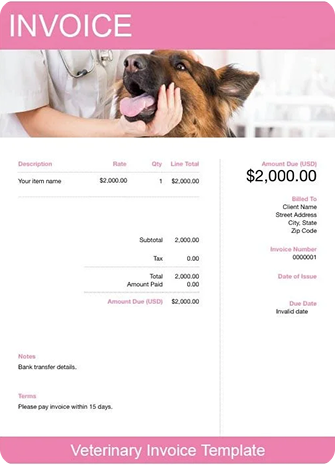 INVOICE
Description Rate Qty Line Total
Your item name $2,000.00 1 $2,000.00
Subtotal 2,000.00
Tax 0.00
Total 2,000.00
Amount Paid 0.00
Amount Due (USD) $2,000.00
Amount Due (USD)
$2,000.00
Billed To
Client Name
Street Address
City, State
Zip Code
Invoice Number
0000001
Date of Issue
Due Date
Invalid date
Notes
Bank transfer details.
Terms
Please pay invoice within 15 days.
Veterinary Invoice Template